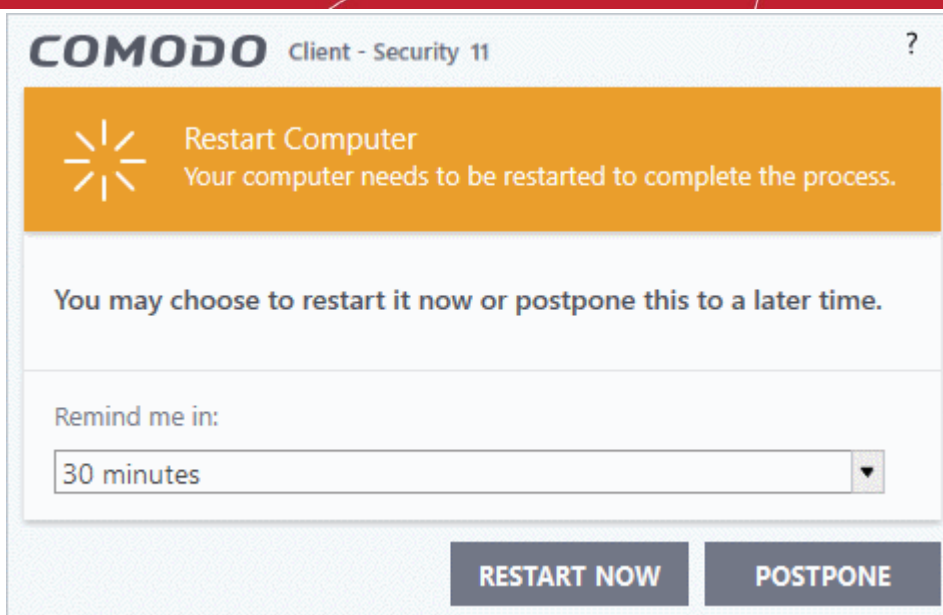 COMODO Client - Security 11 ?
Restart Computer
Your computer needs to be restarted to complete the process.
You may choose to restart it now or postpone this to a later time.
Remind me in:
30 minutes
RESTART NOW POSTPONE